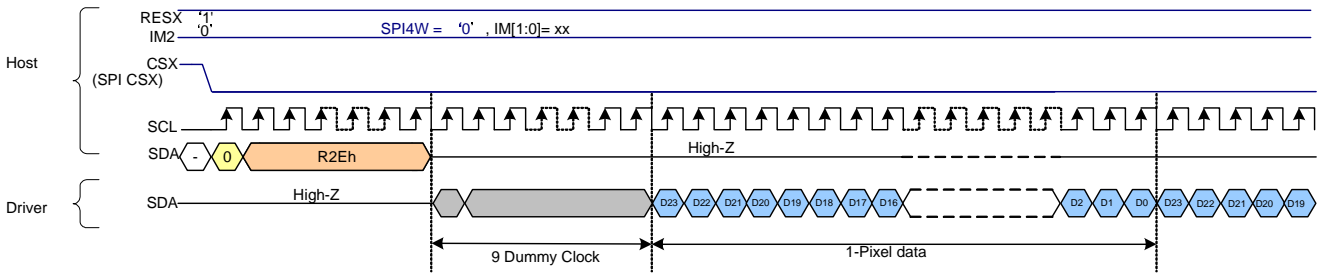 RESX '1'
IM2 '0'
SPI4W = '0' , IM[1:0]= xx
Host
CSX
(SPI CSX)
SCL
SDA - 0 R2Eh High-Z
Driver
SDA High-Z D23 D22 D21 D20 D19 D18 D17 D16 D2 D1 D0 D23 D22 D21 D20 D19
9 Dummy Clock
1-Pixel data